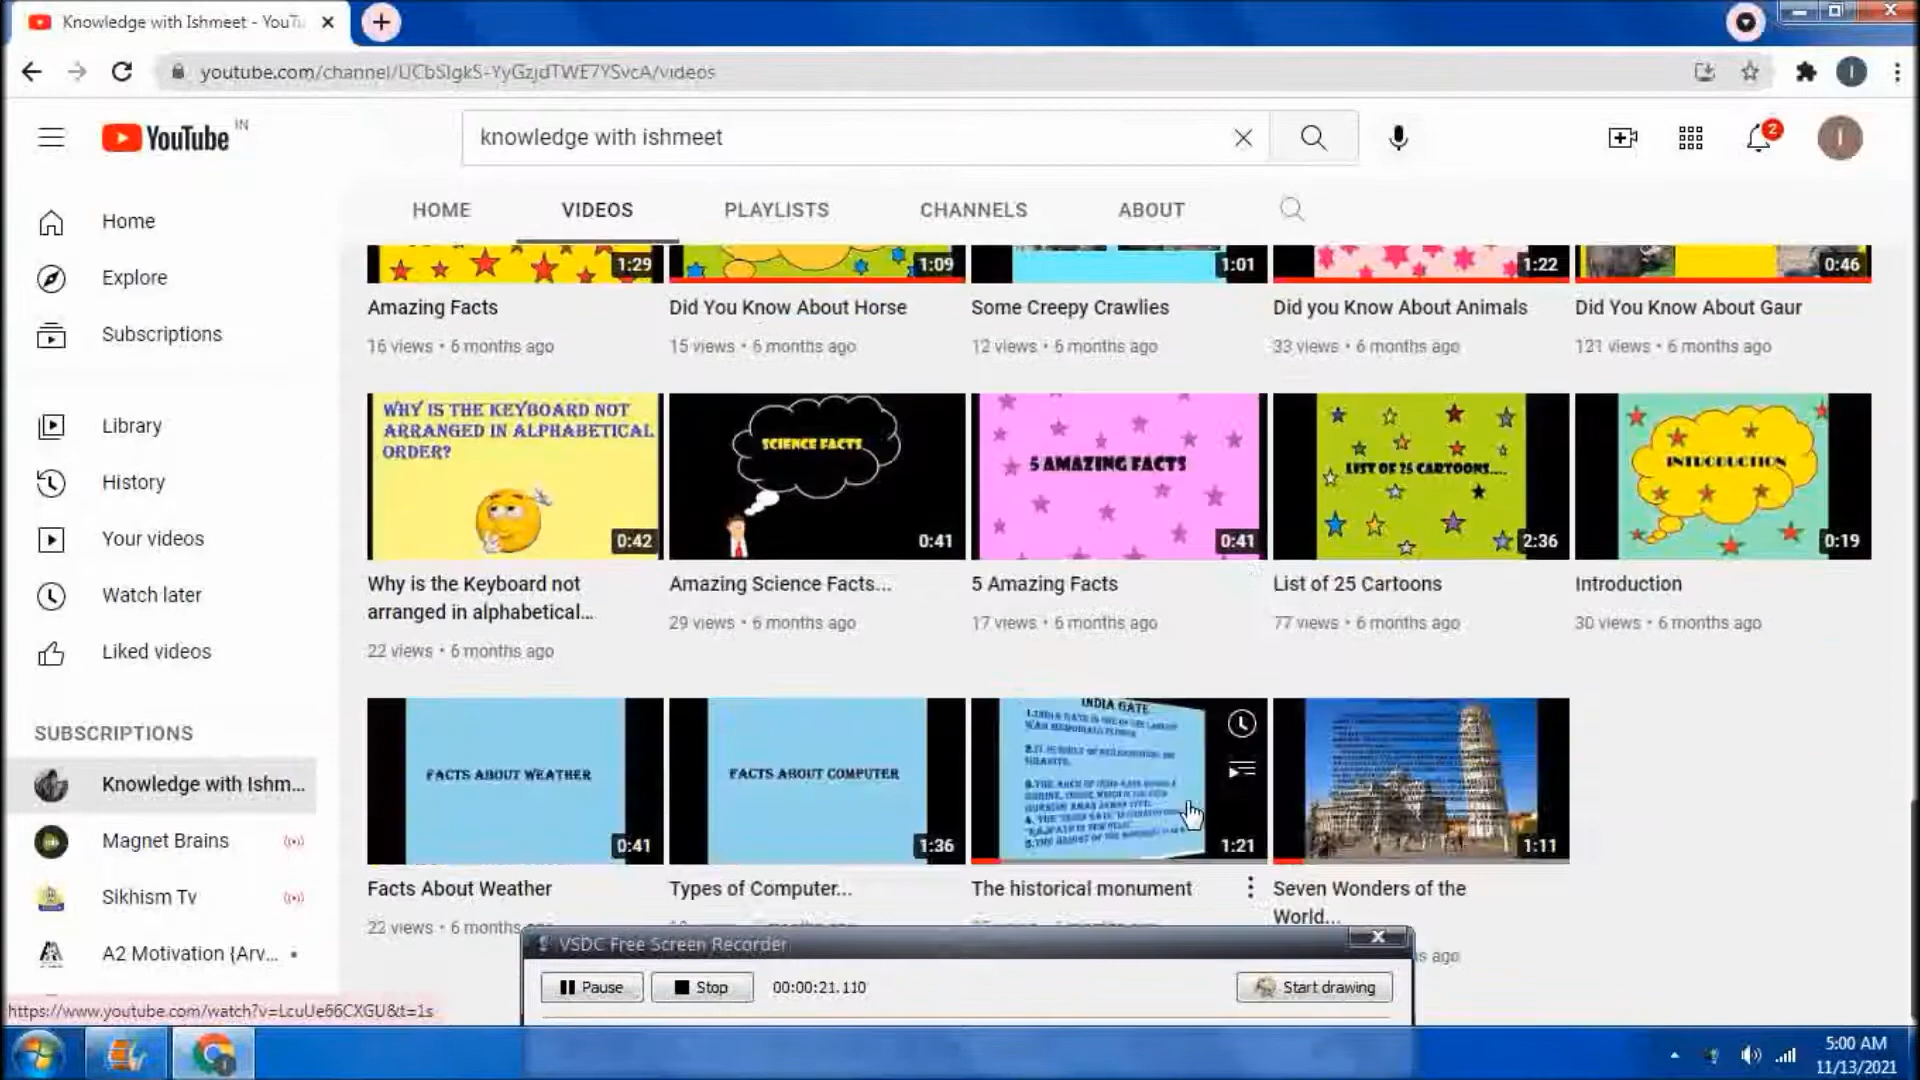 Knowledge with Ishmeet - YouTu
youtube.com/channel/UCbSIgkS-YyGzjdTWE7YSvcA/videos
YouTube IN
knowledge with ishmeet
2
I
HOME
VIDEOS
PLAYLISTS
CHANNELS
ABOUT
Home
Explore
Subscriptions
Library
History
Your videos
Watch later
Liked videos
SUBSCRIPTIONS
Knowledge with Ishm...
Magnet Brains
Sikhism Tv
A2 Motivation {Arv...
1:29
1:09
1:01
1:22
0:46
Amazing Facts
16 views • 6 months ago
Did You Know About Horse
15 views • 6 months ago
Some Creepy Crawlies
12 views • 6 months ago
Did you Know About Animals
33 views • 6 months ago
Did You Know About Gaur
121 views • 6 months ago
WHY IS THE KEYBOARD NOT
ARRANGED IN ALPHABETICAL
ORDER?
0:42
SCIENCE FACTS
0:41
5 AMAZING FACTS
0:41
LIST OF 25 CARTOONS....
2:36
INTRODUCTION
0:19
Why is the Keyboard not
arranged in alphabetical...
22 views • 6 months ago
Amazing Science Facts...
29 views • 6 months ago
5 Amazing Facts
17 views • 6 months ago
List of 25 Cartoons
77 views • 6 months ago
Introduction
30 views • 6 months ago
FACTS ABOUT WEATHER
0:41
FACTS ABOUT COMPUTER
1:36
INDIA GATE
1:21
1:11
Facts About Weather
22 views • 6 months
Types of Computer...
The historical monument
Seven Wonders of the
World...
ago
VSDC Free Screen Recorder
Pause
Stop
00:00:21.110
Start drawing
https://www.youtube.com/watch?v=LcuUe66CXGU&t=1s
5:00 AM
11/13/2021